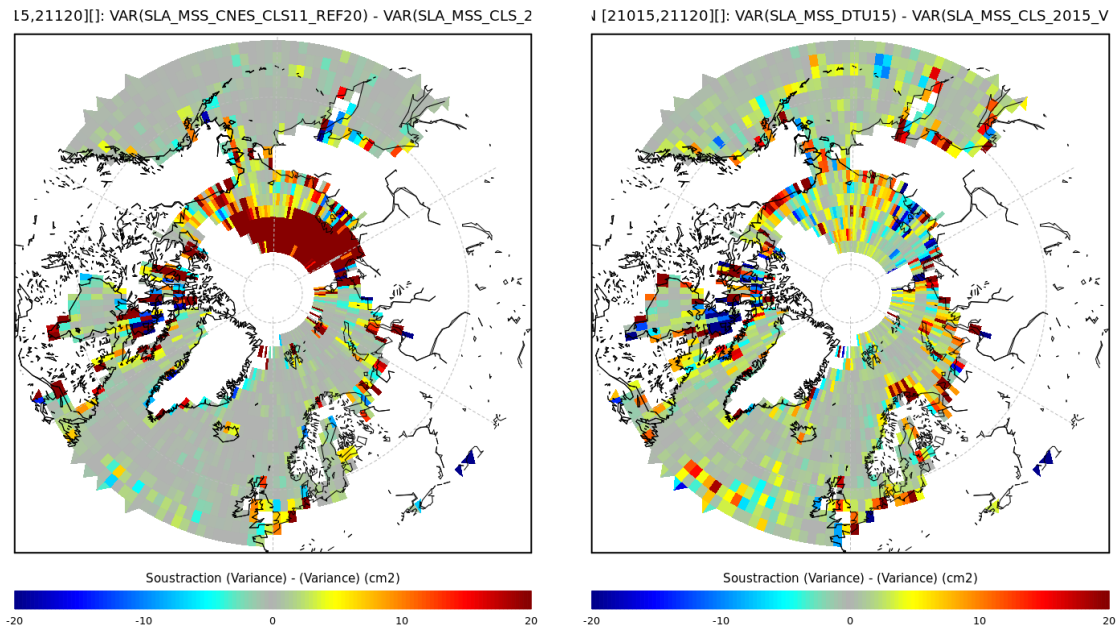 15,21120][]: VAR(SLA_MSS_CNES_CLS11_REF20) - VAR(SLA_MSS_CLS_2
[21015,21120][]: VAR(SLA_MSS_DTU15) - VAR(SLA_MSS_CLS_2015_V
Soustraction (Variance) - (Variance) (cm2)
-20 -10 0 10 20
Soustraction (Variance) - (Variance) (cm2)
-20 -10 0 10 20